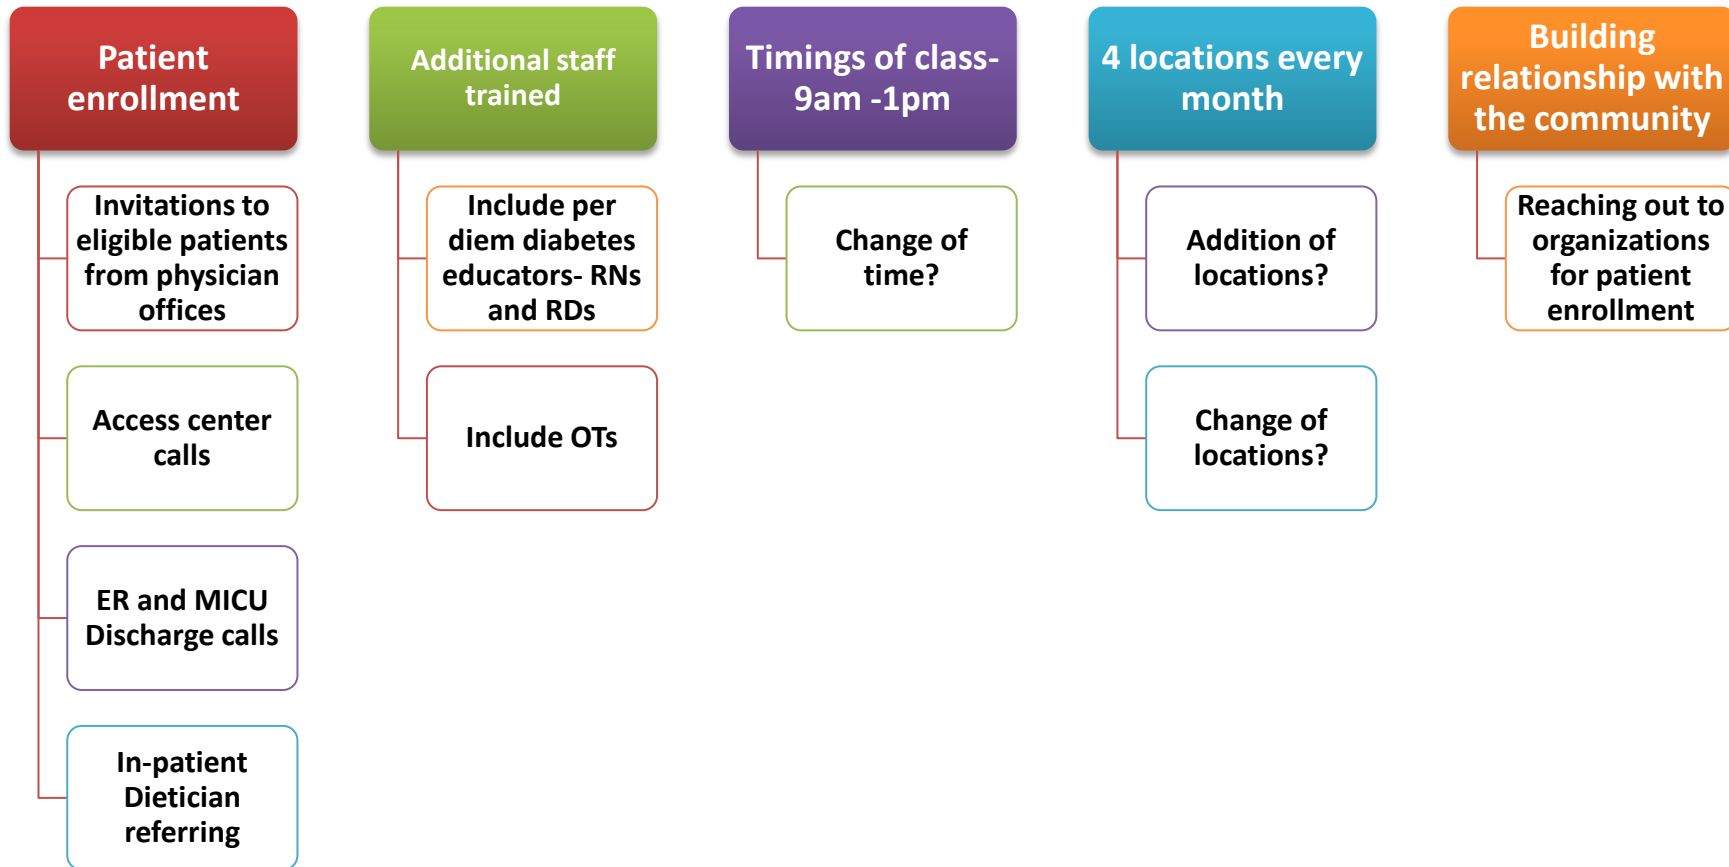 Patient
enrollment
Invitations to
eligible patients
from physician
offices
Access center
calls
ER and MICU
Discharge calls
In-patient
Dietician
referring
Additional staff
trained
Include per
diem diabetes
educators- RNs
and RDs
Include OTs
Timings of class-
9am -1pm
Change of
time?
4 locations every
month
Addition of
locations?
Change of
locations?
Building
relationship with
the community
Reaching out to
organizations
for patient
enrollment